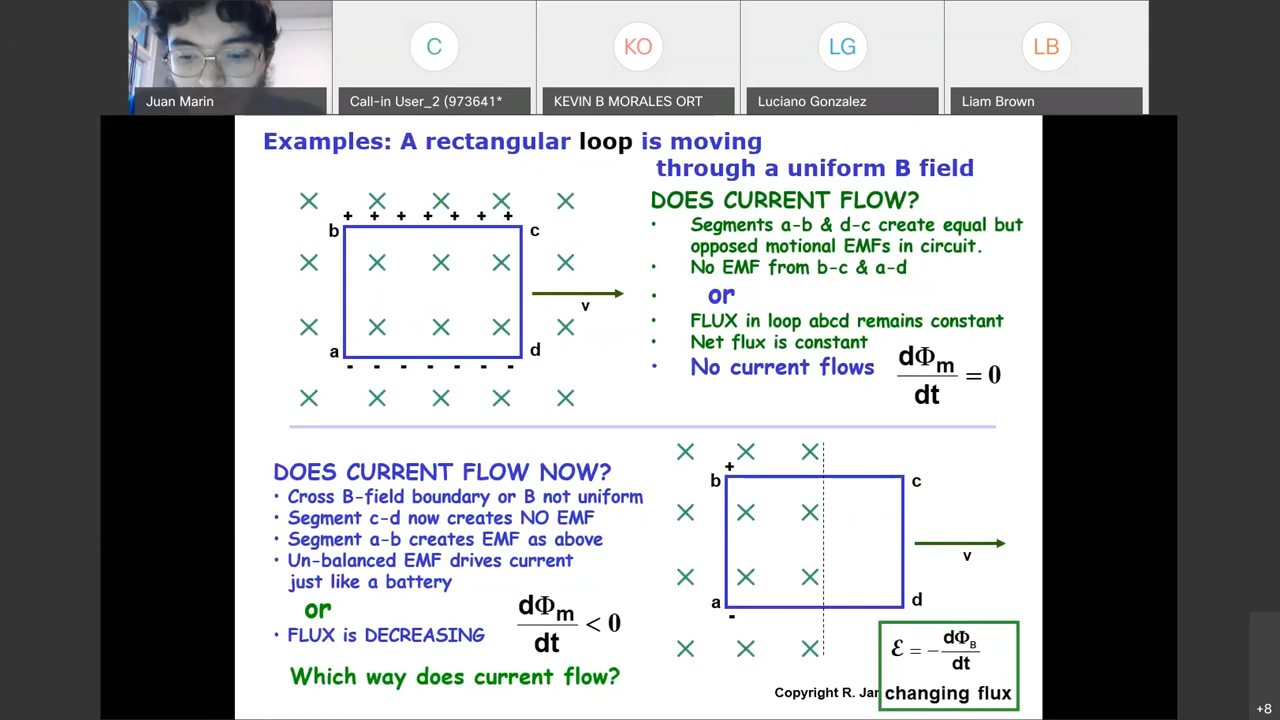 C
KO
LG
LB
Juan Marin
Call-in User_2 (973641*
KEVIN B MORALES ORT
Luciano Gonzalez
Liam Brown
Examples: A rectangular loop is moving
through a uniform B field
b
+ + + + + + +
c
v
a
- - - - - - -
d
DOES CURRENT FLOW?
• Segments a-b & d-c create equal but
opposed motional EMFs in circuit.
• No EMF from b-c & a-d
• or
• FLUX in loop abcd remains constant
• Net flux is constant
• No current flows
dΦm/dt = 0
DOES CURRENT FLOW NOW?
• Cross B-field boundary or B not uniform
• Segment c-d now creates NO EMF
• Segment a-b creates EMF as above
• Un-balanced EMF drives current
just like a battery
or
• FLUX is DECREASING
dΦm/dt < 0
Which way does current flow?
+
b
c
v
a
-
d
ℰ = -dΦB/dt
changing flux
Copyright R. Jan
+8